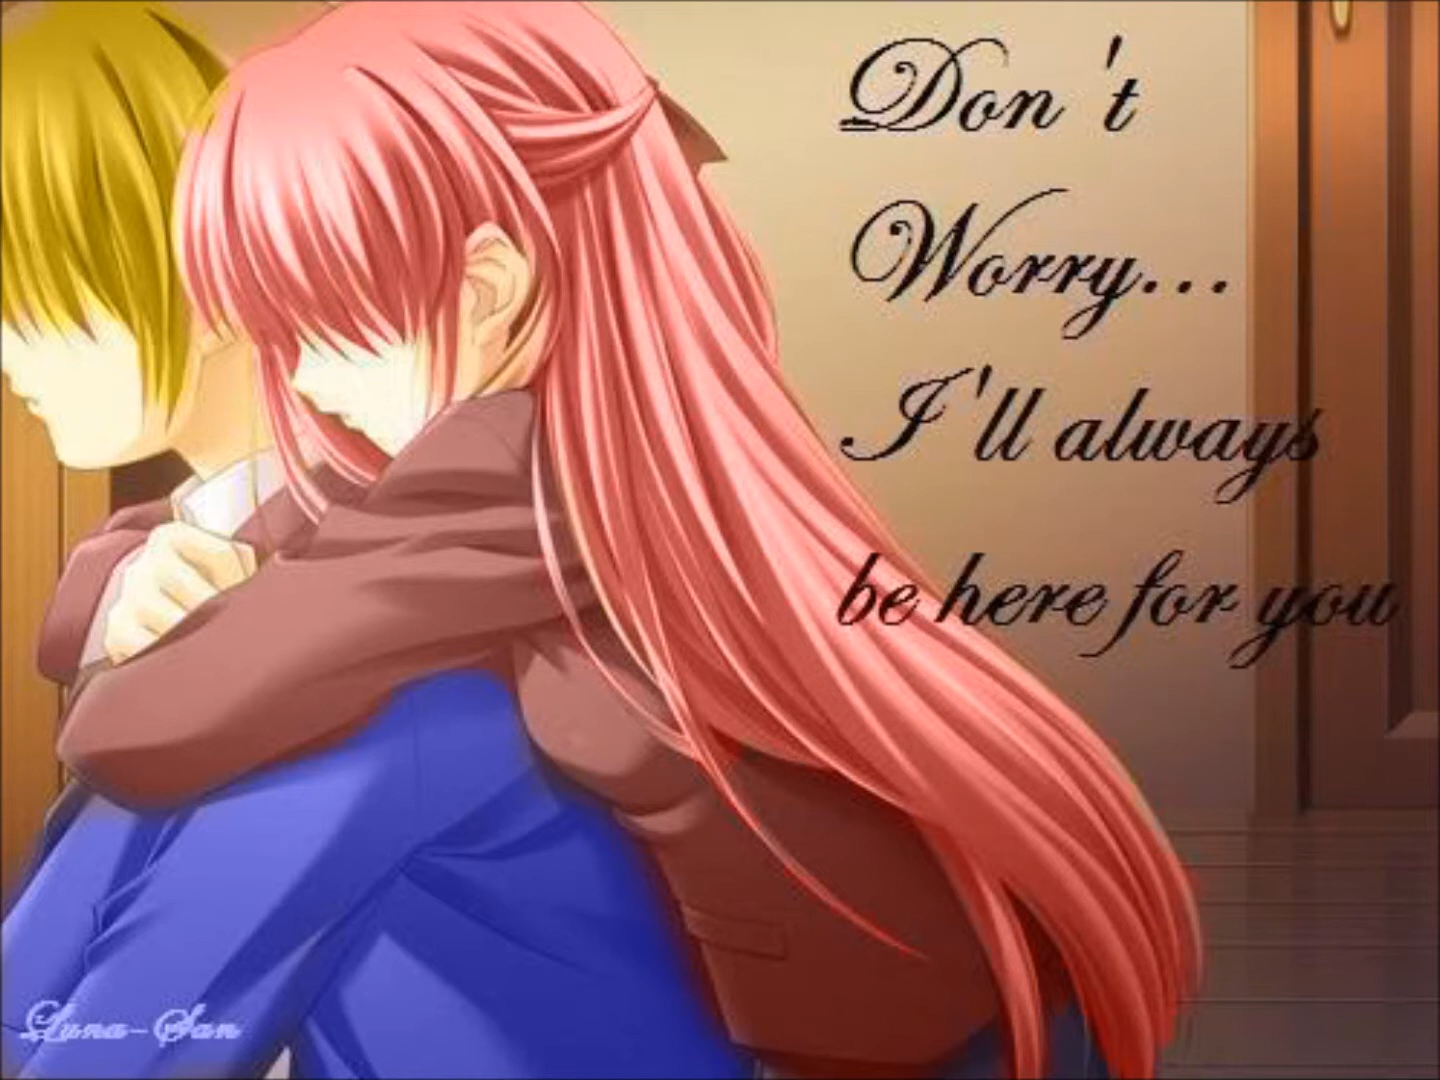 Don't
Worry...
I'll always
be here for you
Luna-San